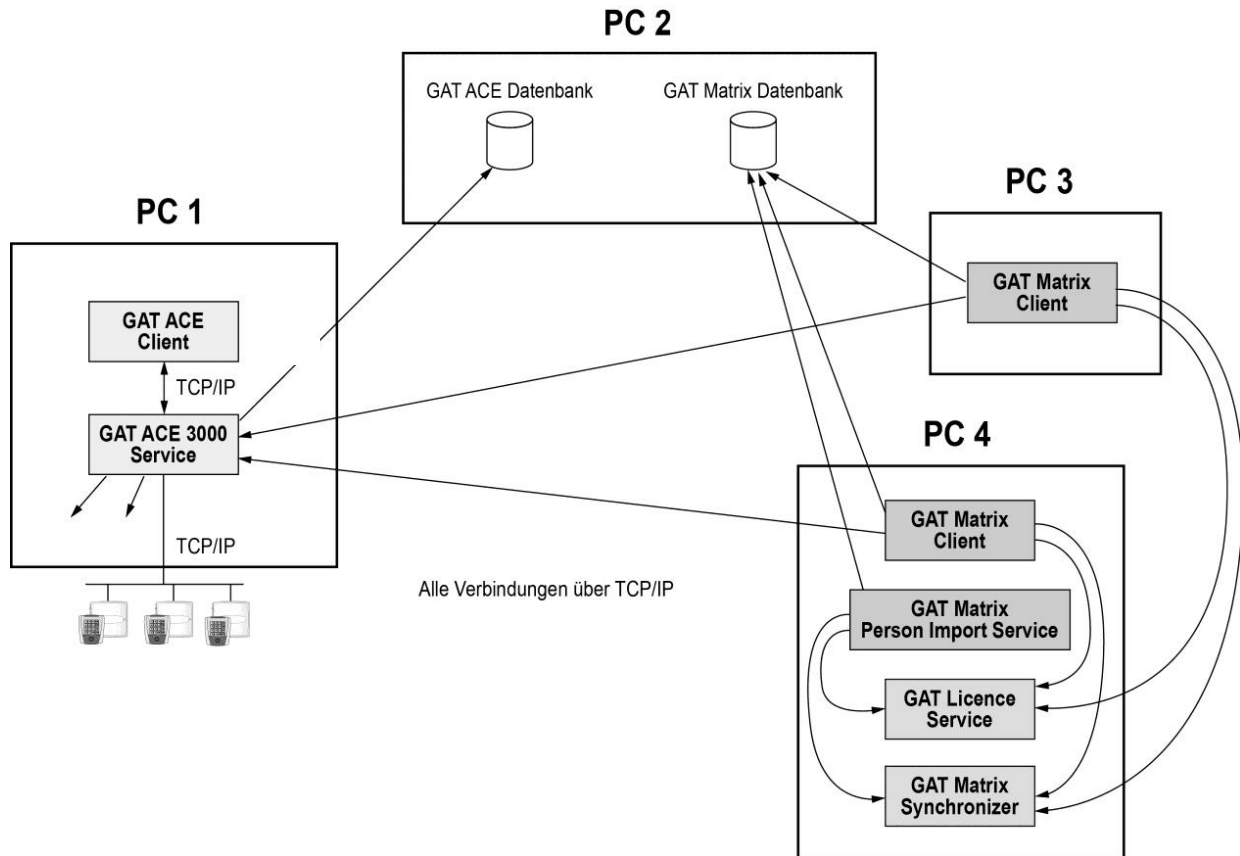 PC 2
GAT ACE Datenbank
GAT Matrix Datenbank
PC 1
GAT ACE
Client
TCP/IP
GAT ACE 3000
Service
TCP/IP
PC 3
GAT Matrix
Client
Alle Verbindungen über TCP/IP
PC 4
GAT Matrix
Client
GAT Matrix
Person Import Service
GAT Licence
Service
GAT Matrix
Synchronizer